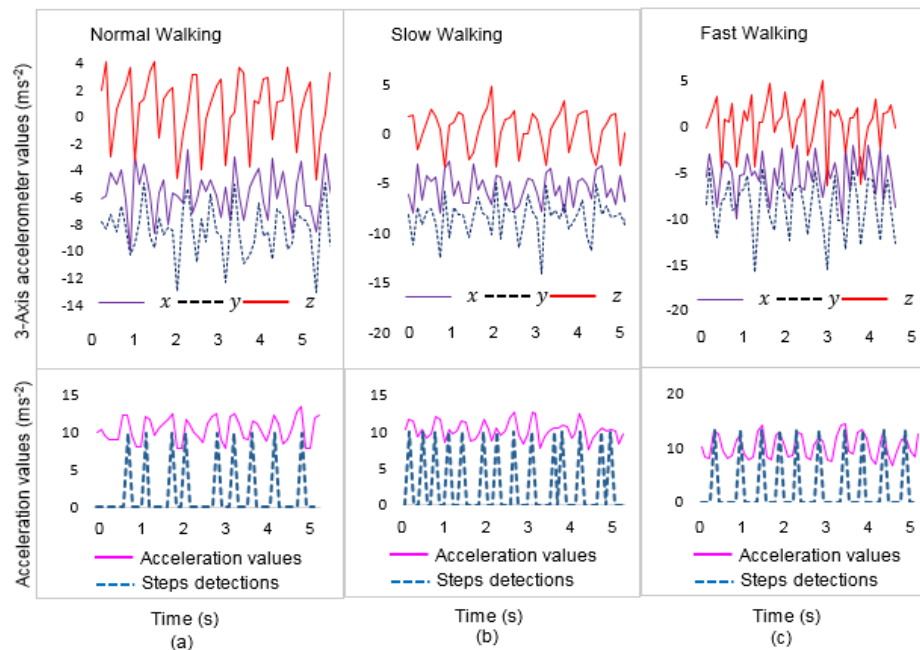 3-Axis accelerometer values (ms-2)
Normal Walking
4
2
0
-2
-4
-6
-8
-10
-12
-14
x y z
0 1 2 3 4 5
Slow Walking
5
0
-5
-10
-15
-20
x y z
0 1 2 3 4 5
Fast Walking
5
0
-5
-10
-15
-20
x y z
0 1 2 3 4 5
Acceleration values (ms-2)
15
10
5
0
0 1 2 3 4 5
Acceleration values
Steps detections
Time (s)
(a)
15
10
5
0
0 1 2 3 4 5
Acceleration values
Steps detections
Time (s)
(b)
20
10
0
0 1 2 3 4 5
Acceleration values
Steps detections
Time (s)
(c)